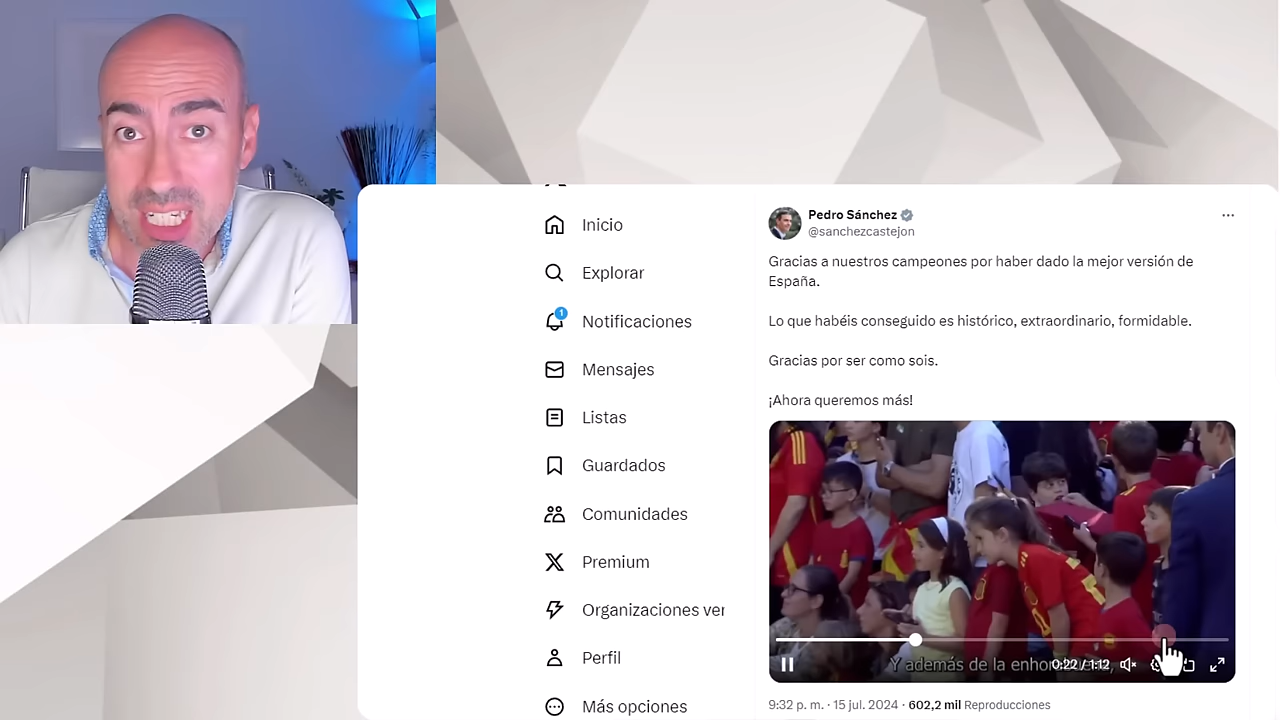 Inicio
Explorar
1
Notificaciones
Mensajes
Listas
Guardados
Comunidades
Premium
Organizaciones ver
Perfil
Más opciones
Pedro Sánchez
@sanchezcastejon
Gracias a nuestros campeones por haber dado la mejor versión de
España.
Lo que habéis conseguido es histórico, extraordinario, formidable.
Gracias por ser como sois.
¡Ahora queremos más!
Y además de la
0:22 / 1:12
9:32 p. m. · 15 jul. 2024 · 602,2 mil Reproducciones